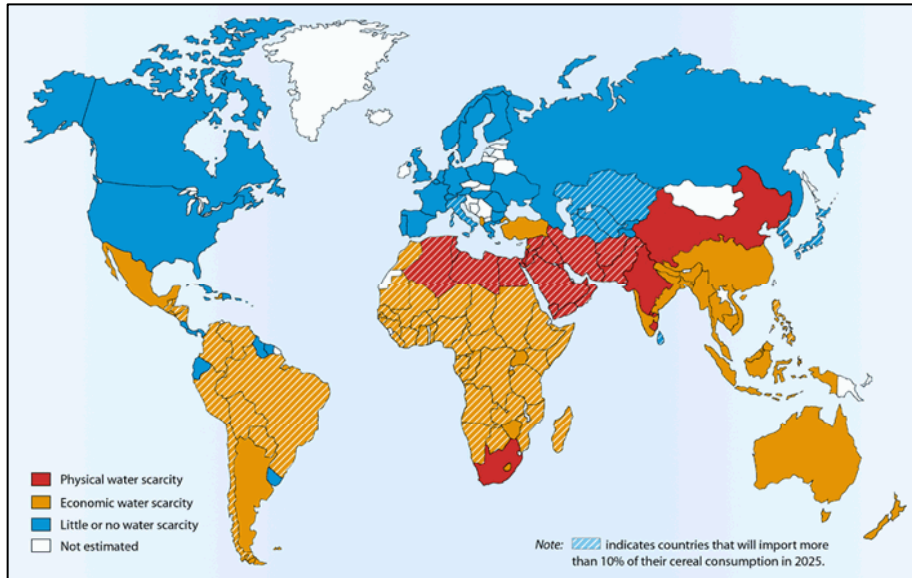 Physical water scarcity
Economic water scarcity
Little or no water scarcity
Not estimated
Note: indicates countries that will import more
than 10% of their cereal consumption in 2025.